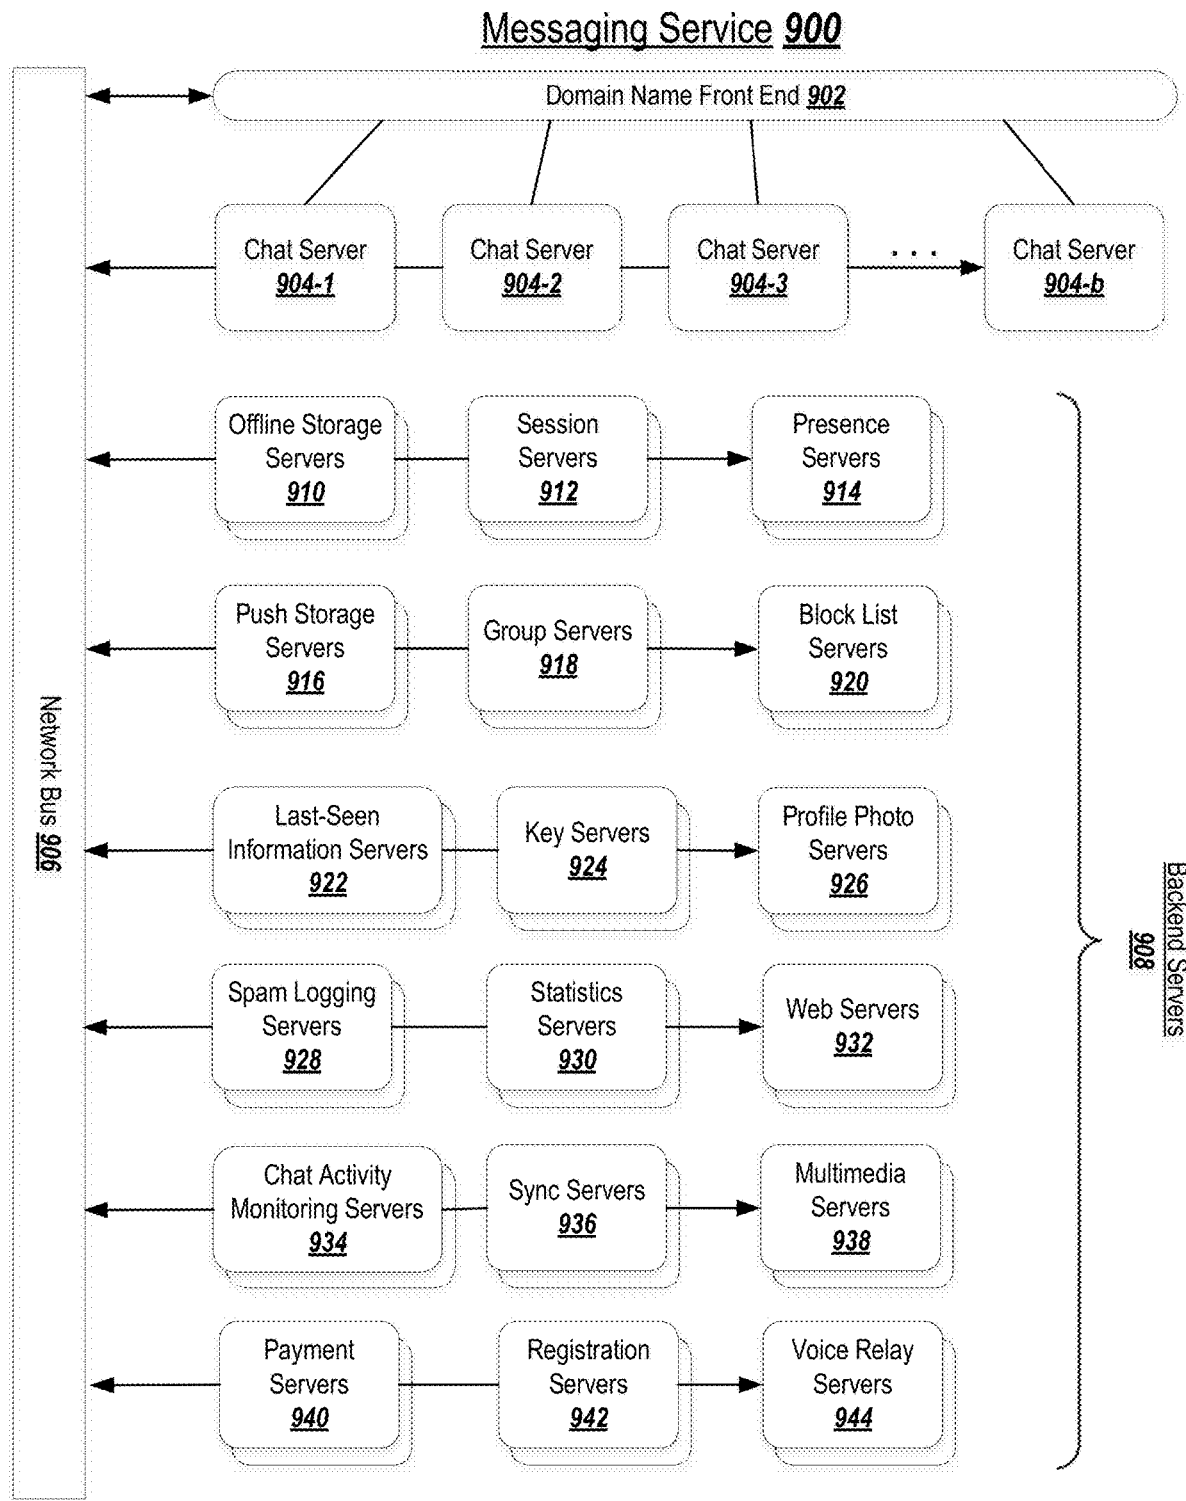 Messaging Service 900
Domain Name Front End 902
Chat Server
904-1
Chat Server
904-2
Chat Server
904-3
. . .
Chat Server
904-b
Offline Storage
Servers
910
Session
Servers
912
Presence
Servers
914
Push Storage
Servers
916
Group Servers
918
Block List
Servers
920
Network Bus 906
Last-Seen
Information Servers
922
Key Servers
924
Profile Photo
Servers
926
Backend Servers
908
Spam Logging
Servers
928
Statistics
Servers
930
Web Servers
932
Chat Activity
Monitoring Servers
934
Sync Servers
936
Multimedia
Servers
938
Payment
Servers
940
Registration
Servers
942
Voice Relay
Servers
944